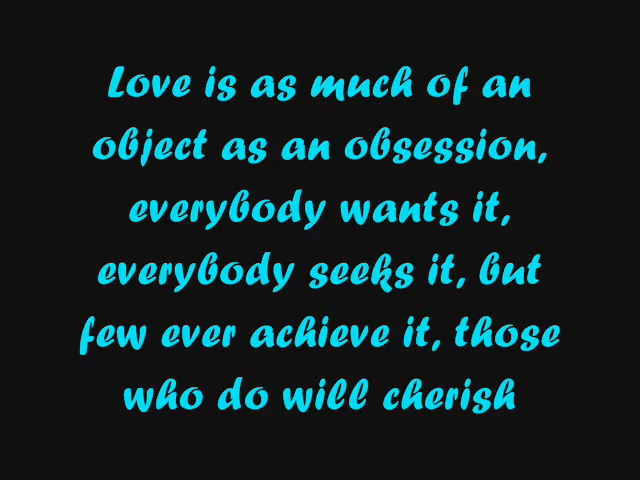 Love is as much of an
object as an obsession,
everybody wants it,
everybody seeks it, but
few ever achieve it, those
who do will cherish